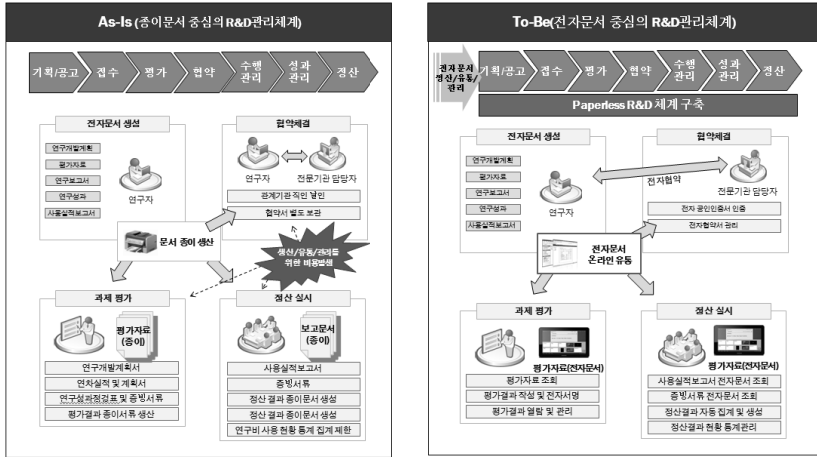 As-Is (종이문서 중심의 R&D관리체계)
기획/공고
접수
평가
협약
수행
관리
성과
관리
정산
전자문서 생성
연구개발계획
평가자료
연구보고서
연구성과
사용실적보고서
연구자
협약체결
연구자
전문기관 담당자
관계기관 직인 날인
협약서 별도 보관
문서 종이 생산
생산/유통/관리를
위한 비용발생
과제 평가
평가자료
(종이)
연구개발계획서
연차실적 및 계획서
연구성과점검표 및 증빙서류
평가결과 종이서류 생산
정산 실시
보고문서
(종이)
사용실적보고서
증빙서류
정산 결과 종이문서 생성
정산 결과 종이문서 생성
연구비 사용 현황 통계 집계 제한
To-Be(전자문서 중심의 R&D관리체계)
전자문서
생산/유통/
관리
기획/공고
접수
평가
협약
수행
관리
성과
관리
정산
Paperless R&D 체계 구축
전자문서 생성
연구개발계획
평가자료
연구보고서
연구성과
사용실적보고서
연구자
협약체결
전자협약
전문기관 담당자
전자 공인인증서 인증
전자협약서 관리
전자문서
온라인 유통
과제 평가
평가자료(전자문서)
평가자료 조회
평가결과 작성 및 전자서명
평가결과 열람 및 관리
정산 실시
평가자료(전자문서)
사용실적보고서 전자문서 조회
증빙서류 전자문서 조회
정산결과 자동 집계 및 생성
정산결과 현황 통계관리